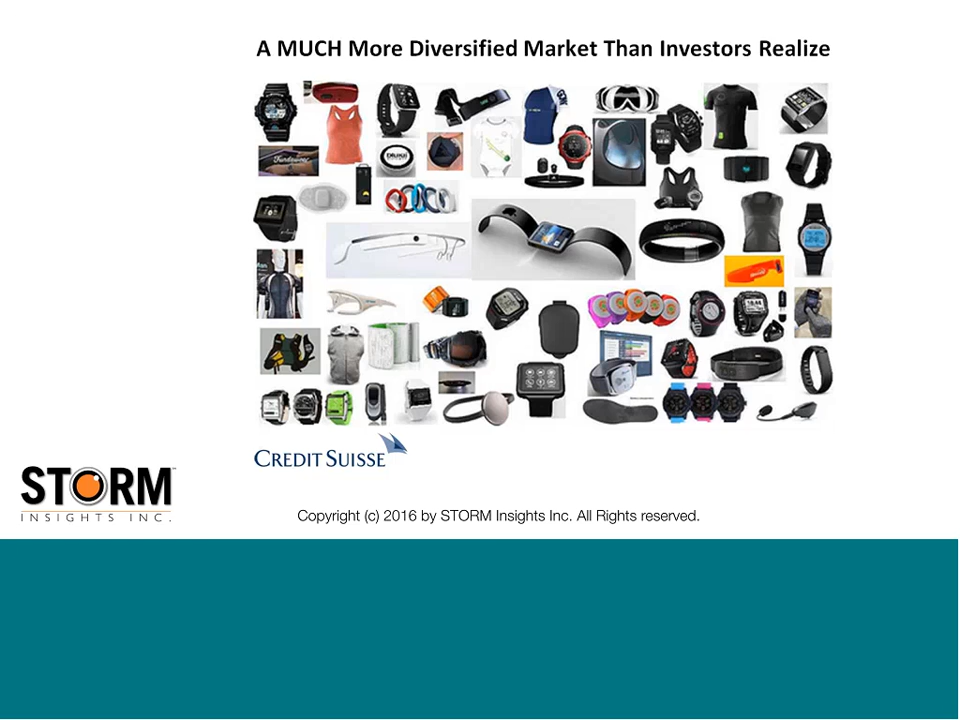 A MUCH More Diversified Market Than Investors Realize
CREDIT SUISSE
STORM
INSIGHTS INC.
Copyright (c) 2016 by STORM Insights Inc. All Rights reserved.